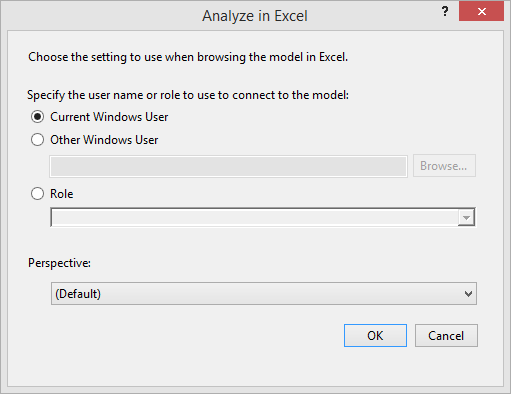 Analyze in Excel
?
Choose the setting to use when browsing the model in Excel.
Specify the user name or role to use to connect to the model:
Current Windows User
Other Windows User
Browse...
Role
Perspective:
(Default)
OK Cancel